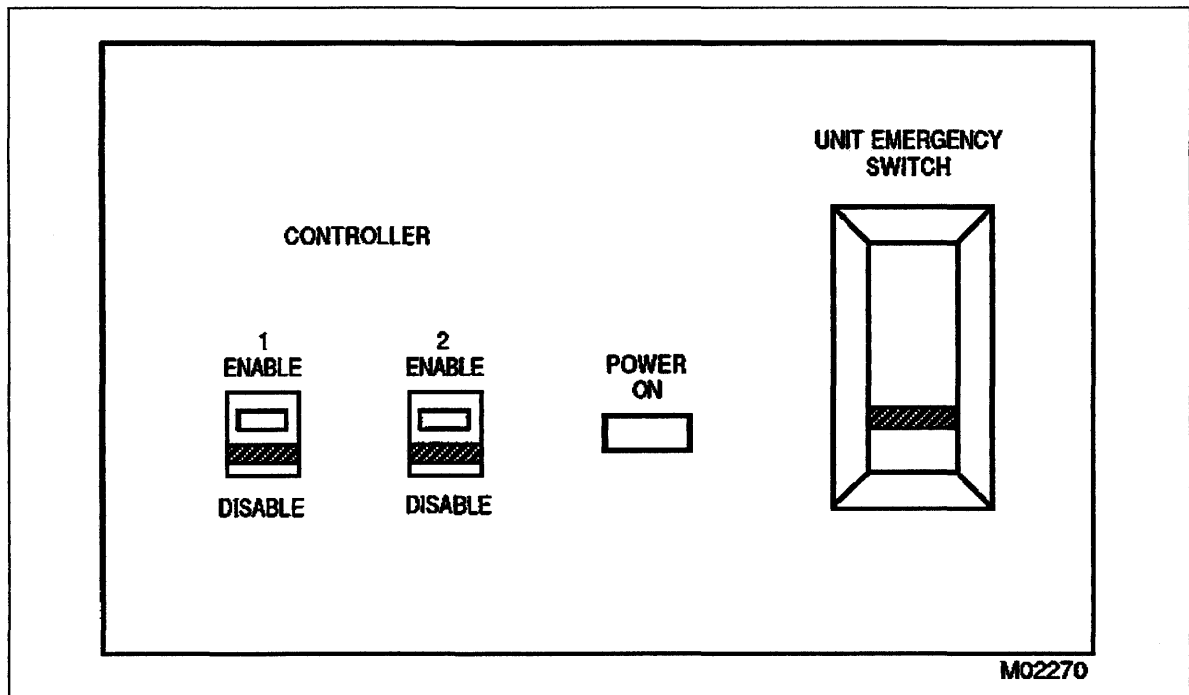 UNIT EMERGENCY
SWITCH
CONTROLLER
1
ENABLE
2
ENABLE
POWER
ON
DISABLE
DISABLE
M02270